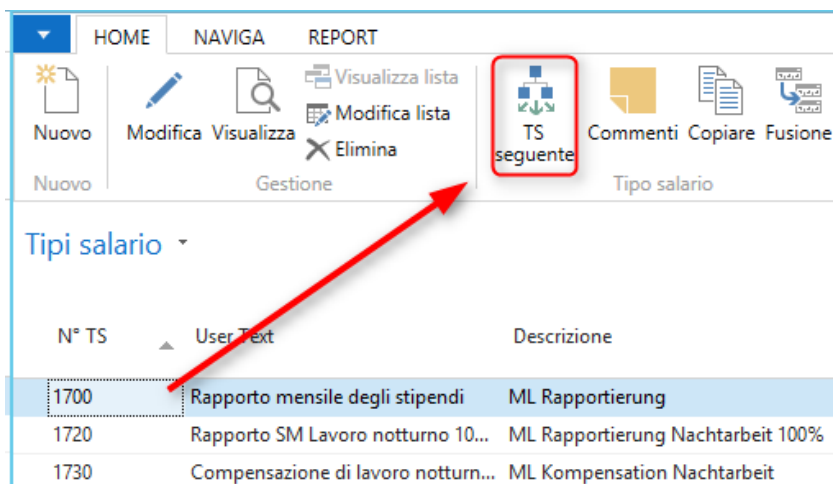 HOME NAVIGA REPORT
Nuovo
Modifica
Visualizza
Visualizza lista
Modifica lista
Elimina
TS
seguente
Commenti
Copiare
Fusione
Nuovo
Gestione
Tipo salario
Tipi salario
N° TS User Text Descrizione
1700 Rapporto mensile degli stipendi ML Rapportierung
1720 Rapporto SM Lavoro notturno 10... ML Rapportierung Nachtarbeit 100%
1730 Compensazione di lavoro notturn... ML Kompensation Nachtarbeit